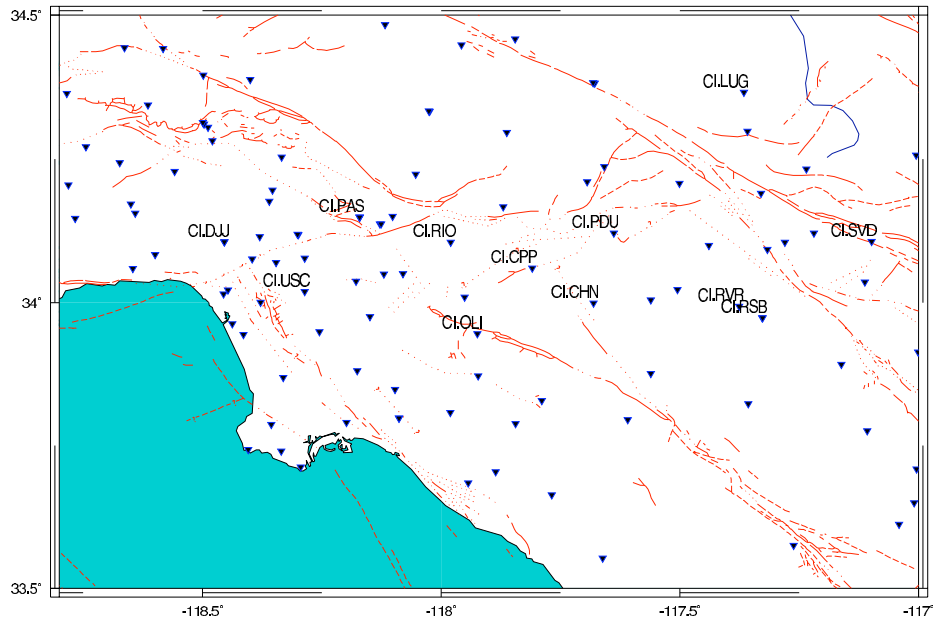 34.5°
CI.LUG
CI.PAS
CI.DJJ
CI.RIO
CI.PDU
CI.SVD
CI.CPP
CI.USC
CI.CHN
CI.RVR
CI.RSB
34°
CI.OLI
33.5°
-118.5°
-118°
-117.5°
-117°